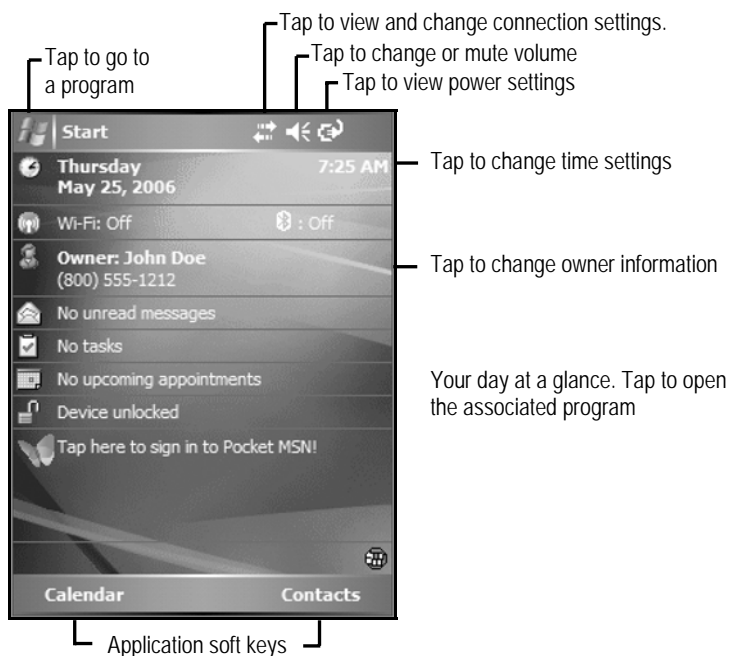 Tap to view and change connection settings.
Tap to go to
a program
Tap to change or mute volume
Tap to view power settings
Start
Thursday
May 25, 2006
7:25 AM
Tap to change time settings
Wi-Fi: Off
: Off
Owner: John Doe
(800) 555-1212
Tap to change owner information
No unread messages
No tasks
No upcoming appointments
Your day at a glance. Tap to open
the associated program
Device unlocked
Tap here to sign in to Pocket MSN!
Calendar
Contacts
Application soft keys